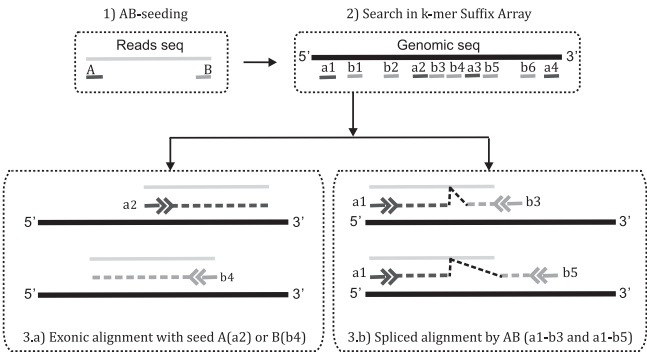 1) AB-seeding
2) Search in k-mer Suffix Array
Reads seq
A B
5' Genomic seq 3'
a1 b1 b2 a2 b3 b4 a3 b5 b6 a4
a2
5' 3'
b4
5' 3'
3.a) Exonic alignment with seed A(a2) or B(b4)
a1 b3
5' 3'
a1 b5
5' 3'
3.b) Spliced alignment by AB (a1-b3 and a1-b5)